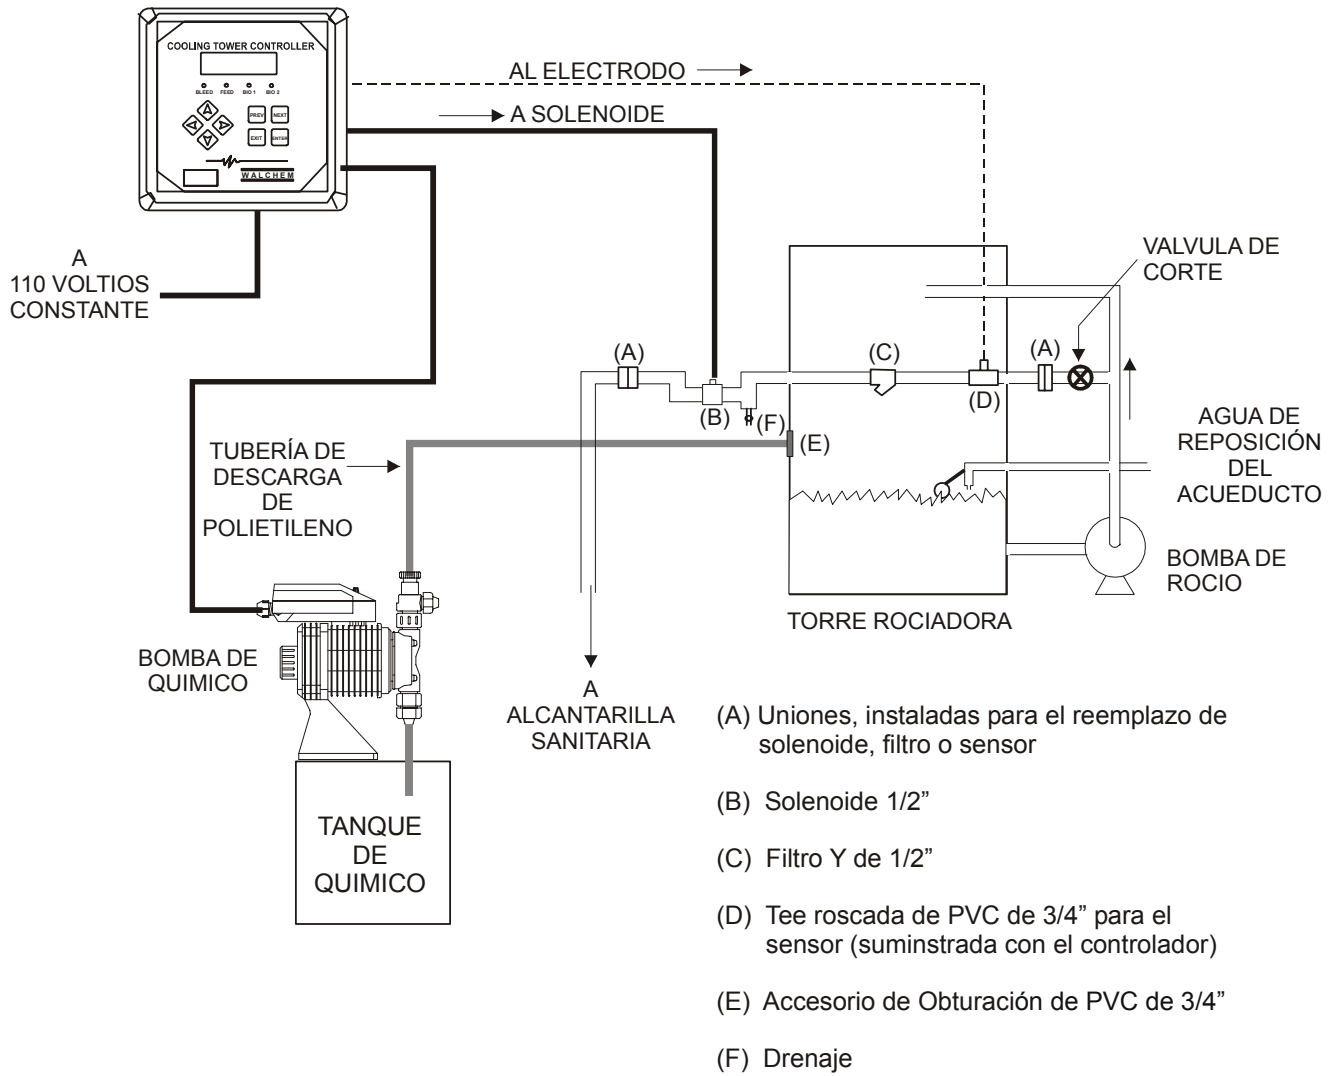 COOLING TOWER CONTROLLER
BLEED FEED BIO 1 BIO 2
PREV NEXT
EXIT ENTER
WALCHEM
AL ELECTRODO
A SOLENOIDE
A
110 VOLTIOS
CONSTANTE
VALVULA DE
CORTE
(A)
(B)
(F)
(C)
(D)
(A)
(E)
TUBERÍA DE
DESCARGA
DE
POLIETILENO
AGUA DE
REPOSICIÓN
DEL
ACUEDUCTO
BOMBA DE
ROCIO
TORRE ROCIADORA
BOMBA DE
QUIMICO
A
ALCANTARILLA
SANITARIA
TANQUE
DE
QUIMICO
(A) Uniones, instaladas para el reemplazo de
solenoide, filtro o sensor
(B) Solenoide 1/2”
(C) Filtro Y de 1/2”
(D) Tee roscada de PVC de 3/4” para el
sensor (suminstrada con el controlador)
(E) Accesorio de Obturación de PVC de 3/4”
(F) Drenaje